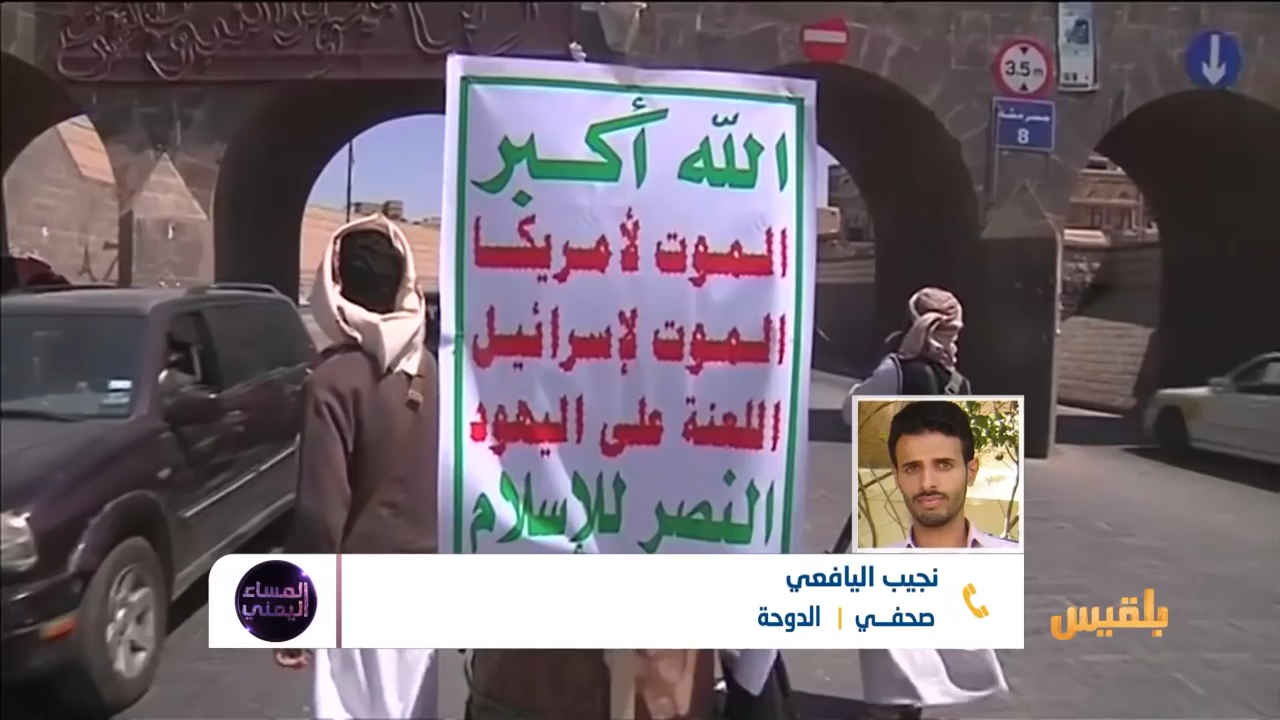 3.5 m
8
الله أكبر
الموت لأمريكا
الموت لإسرائيل
اللعنة على اليهود
النصر للإسلام
نجيب اليافعي
صحفي | الدوحة
المساء
اليمني
بلقيس